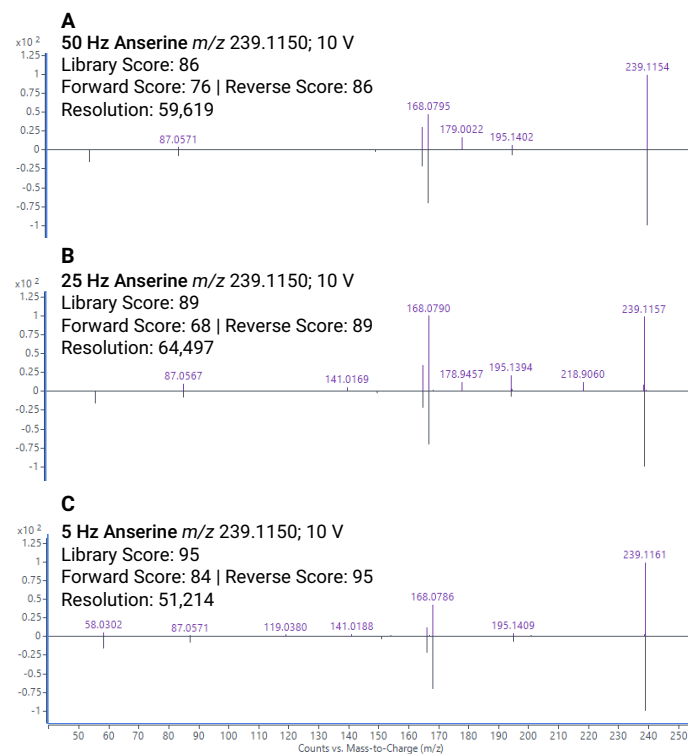 A
50 Hz Anserine m/z 239.1150; 10 V
Library Score: 86
Forward Score: 76 | Reverse Score: 86
Resolution: 59,619
x10 2
1.25
1
0.75
0.5
0.25
0
-0.25
-0.5
-0.75
-1
87.0571
168.0795
179.0022
195.1402
239.1154
B
25 Hz Anserine m/z 239.1150; 10 V
Library Score: 89
Forward Score: 68 | Reverse Score: 89
Resolution: 64,497
x10 2
1.25
1
0.75
0.5
0.25
0
-0.25
-0.5
-0.75
-1
87.0567
141.0169
168.0790
178.9457
195.1394
218.9060
239.1157
C
5 Hz Anserine m/z 239.1150; 10 V
Library Score: 95
Forward Score: 84 | Reverse Score: 95
Resolution: 51,214
x10 2
1.25
1
0.75
0.5
0.25
0
-0.25
-0.5
-0.75
-1
58.0302
87.0571
119.0380
141.0188
168.0786
195.1409
239.1161
50 60 70 80 90 100 110 120 130 140 150 160 170 180 190 200 210 220 230 240 250
Counts vs. Mass-to-Charge (m/z)